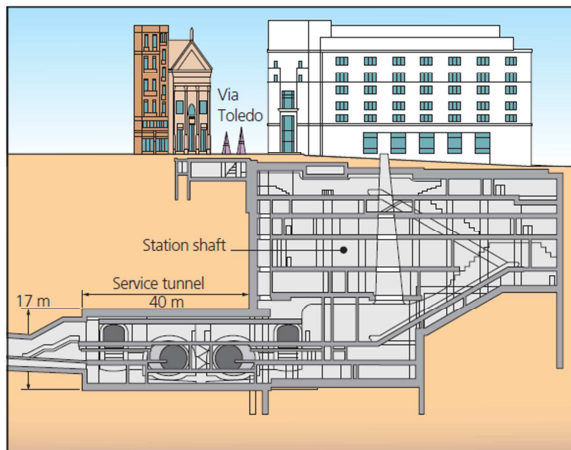 Via
Toledo
Station shaft
Service tunnel
17 m
40 m